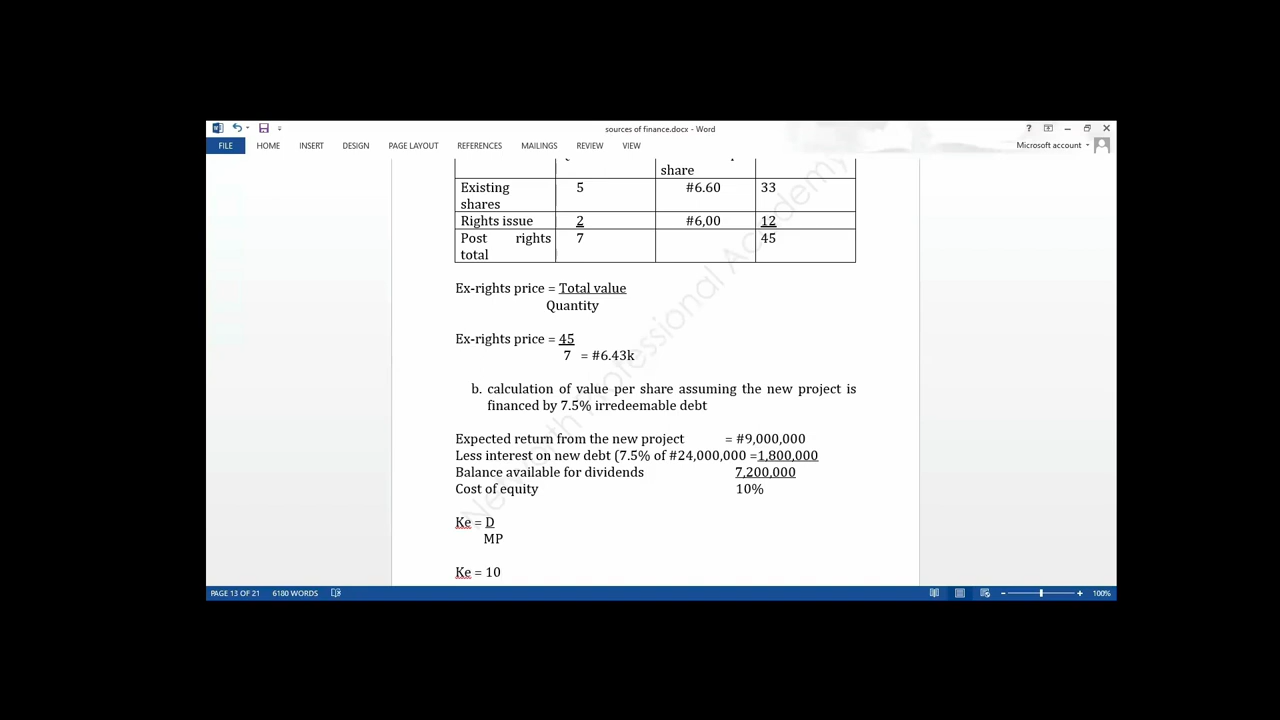 sources of finance.docx - Word
?
FILE HOME INSERT DESIGN PAGE LAYOUT REFERENCES MAILINGS REVIEW VIEW Microsoft account
share
Existing shares 5 #6.60 33
Rights issue 2 #6,00 12
Post rights total 7 45
Ex-rights price = Total value
Quantity
Ex-rights price = 45
7 = #6.43k
b. calculation of value per share assuming the new project is
financed by 7.5% irredeemable debt
Expected return from the new project = #9,000,000
Less interest on new debt (7.5% of #24,000,000 =1,800,000
Balance available for dividends 7,200,000
Cost of equity 10%
Ke = D
MP
Ke = 10
PAGE 13 OF 21 6180 WORDS 100%